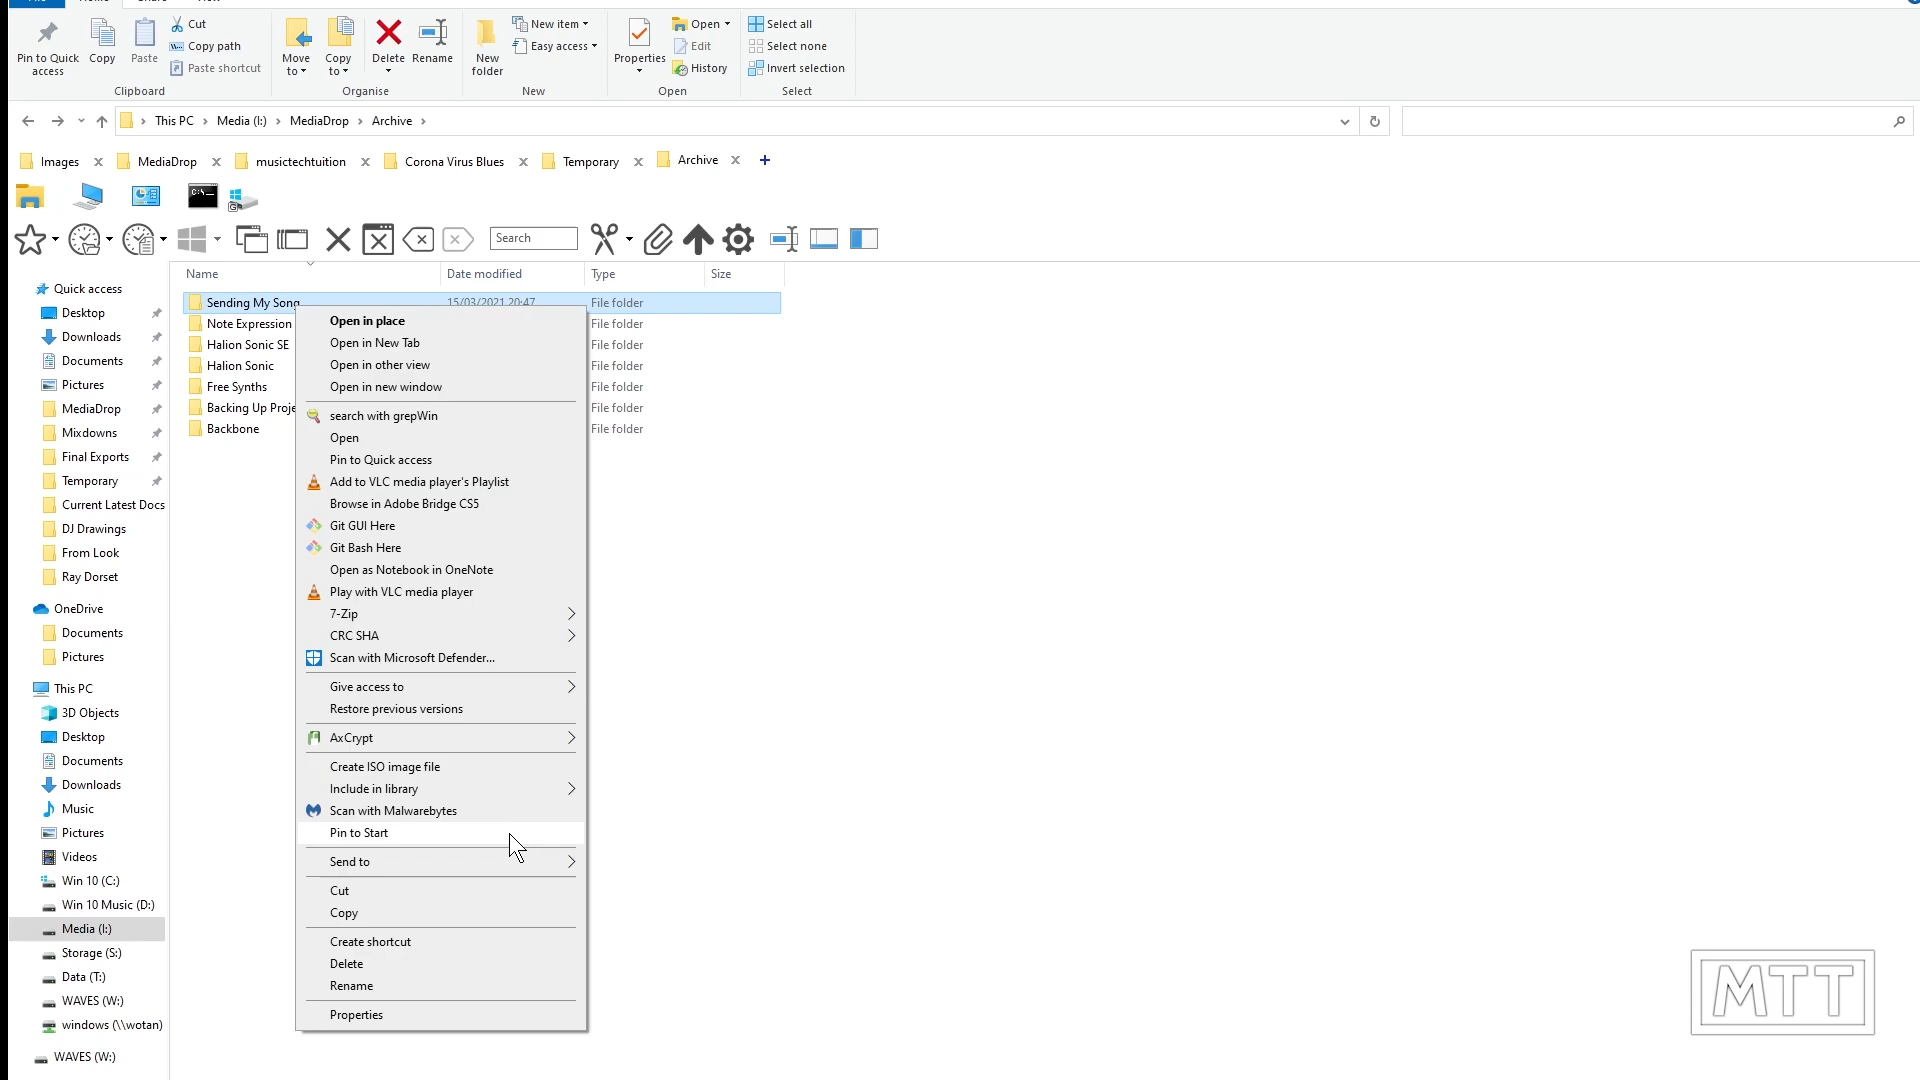 Pin to Quick access
Copy
Paste
Cut
Copy path
Paste shortcut
Clipboard
Move to
Copy to
Delete
Rename
Organise
New folder
New item
Easy access
New
Properties
Open
Edit
History
Open
Select all
Select none
Invert selection
Select
This PC > Media (I:) > MediaDrop > Archive >
Images
MediaDrop
musictechtuition
Corona Virus Blues
Temporary
Archive
Search
Name
Date modified
Type
Size
Sending My Song 15/03/2021 20:47 File folder
Note Expression File folder
Halion Sonic SE File folder
Halion Sonic File folder
Free Synths File folder
Backing Up Proje File folder
Backbone File folder
Open in place
Open in New Tab
Open in other view
Open in new window
search with grepWin
Open
Pin to Quick access
Add to VLC media player's Playlist
Browse in Adobe Bridge CS5
Git GUI Here
Git Bash Here
Open as Notebook in OneNote
Play with VLC media player
7-Zip
CRC SHA
Scan with Microsoft Defender...
Give access to
Restore previous versions
AxCrypt
Create ISO image file
Include in library
Scan with Malwarebytes
Pin to Start
Send to
Cut
Copy
Create shortcut
Delete
Rename
Properties
Quick access
Desktop
Downloads
Documents
Pictures
MediaDrop
Mixdowns
Final Exports
Temporary
Current Latest Docs
DJ Drawings
From Look
Ray Dorset
OneDrive
Documents
Pictures
This PC
3D Objects
Desktop
Documents
Downloads
Music
Pictures
Videos
Win 10 (C:)
Win 10 Music (D:)
Media (I:)
Storage (S:)
Data (T:)
WAVES (W:)
windows (\\wotan)
WAVES (W:)
MTT